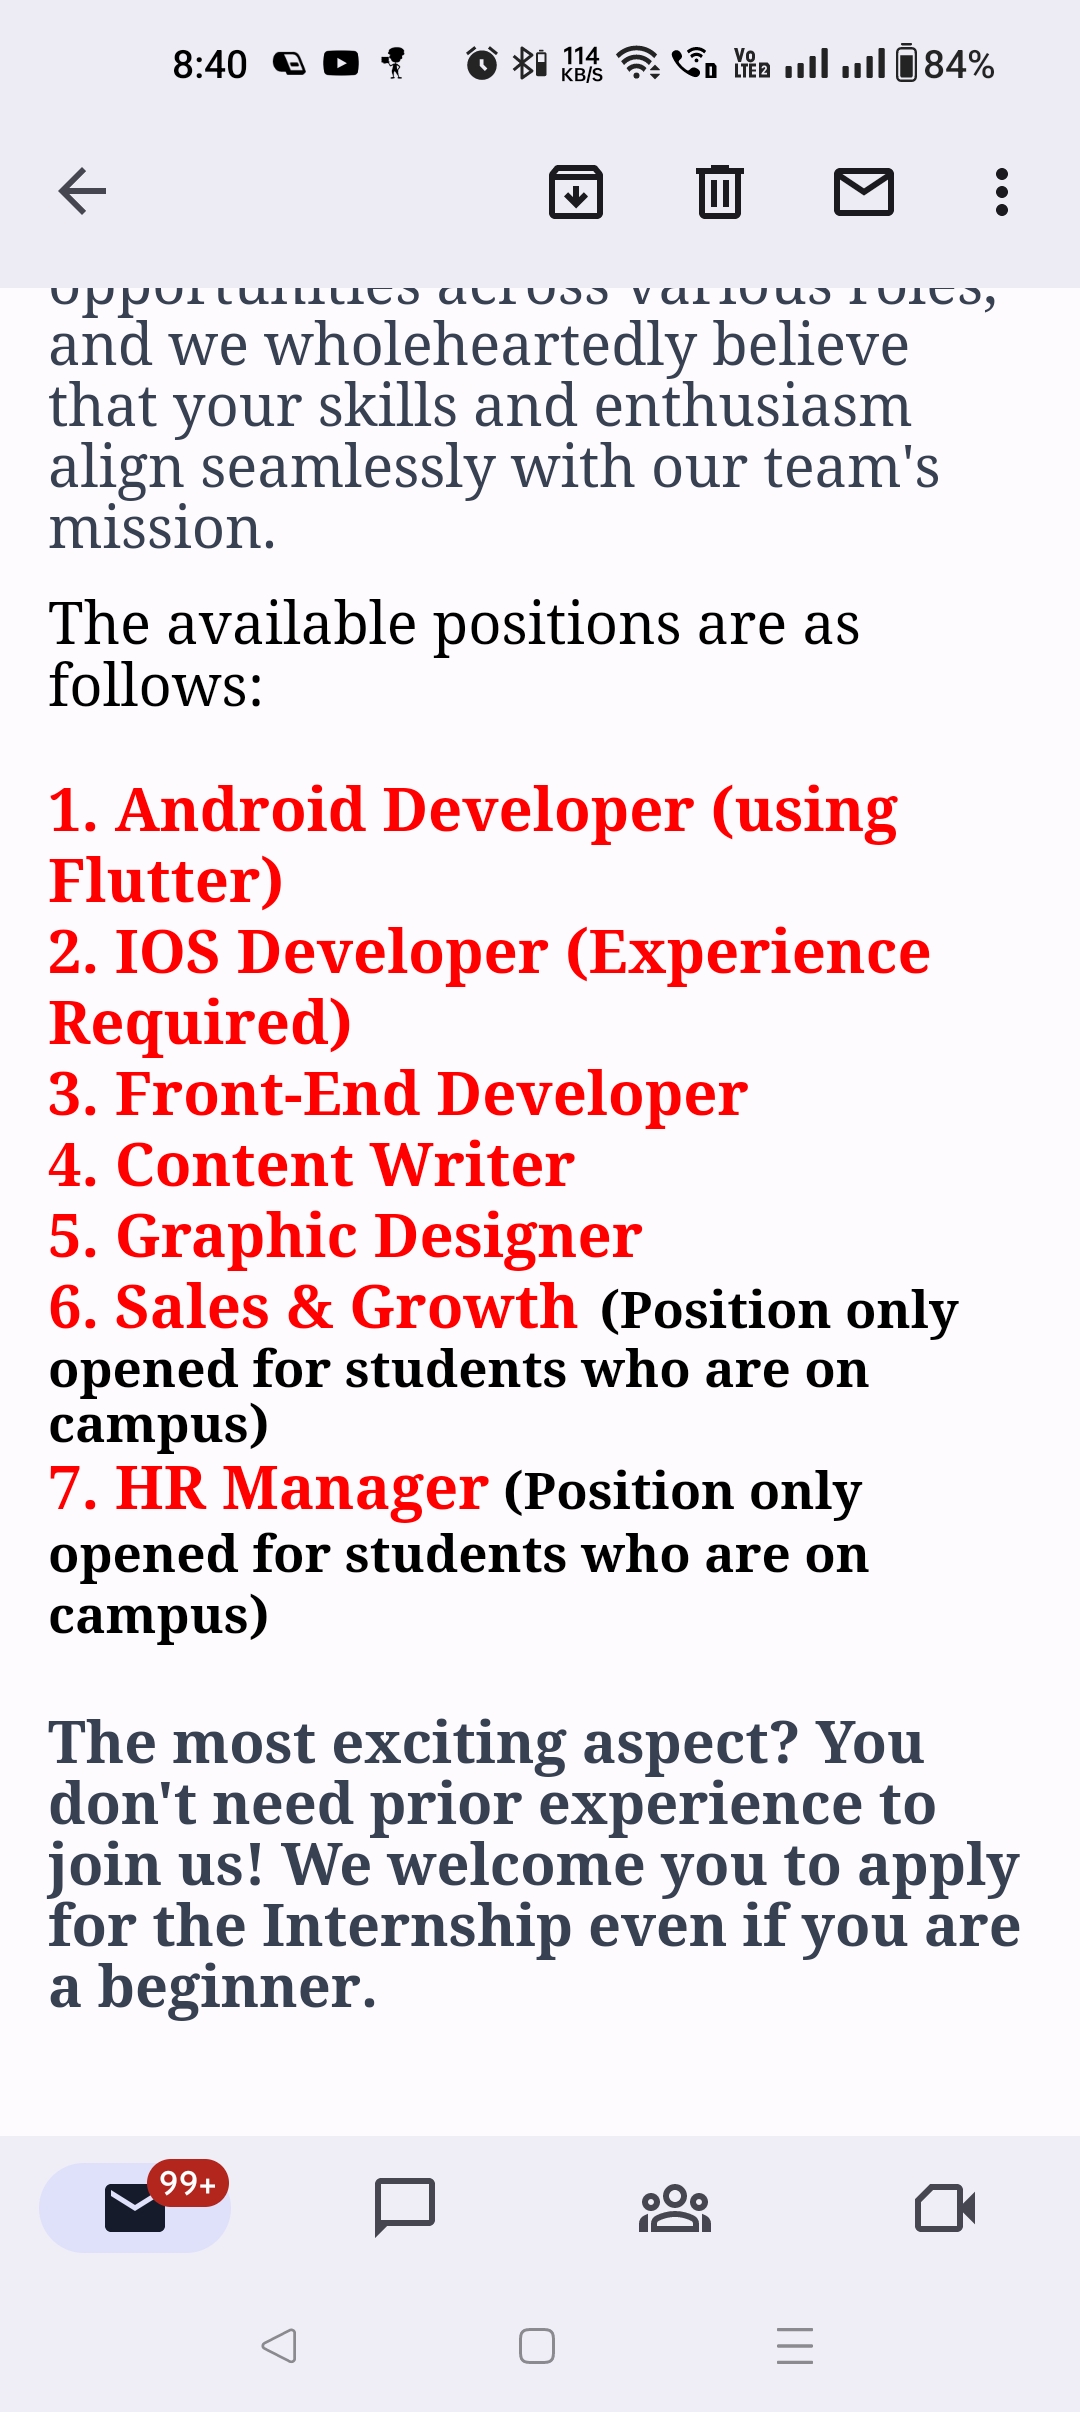 8:40 114 KB/S Vo LTE2 84%
opportunities across various roles,
and we wholeheartedly believe
that your skills and enthusiasm
align seamlessly with our team's
mission.
The available positions are as
follows:
1. Android Developer (using
Flutter)
2. IOS Developer (Experience
Required)
3. Front-End Developer
4. Content Writer
5. Graphic Designer
6. Sales & Growth (Position only
opened for students who are on
campus)
7. HR Manager (Position only
opened for students who are on
campus)
The most exciting aspect? You
don't need prior experience to
join us! We welcome you to apply
for the Internship even if you are
a beginner.
99+